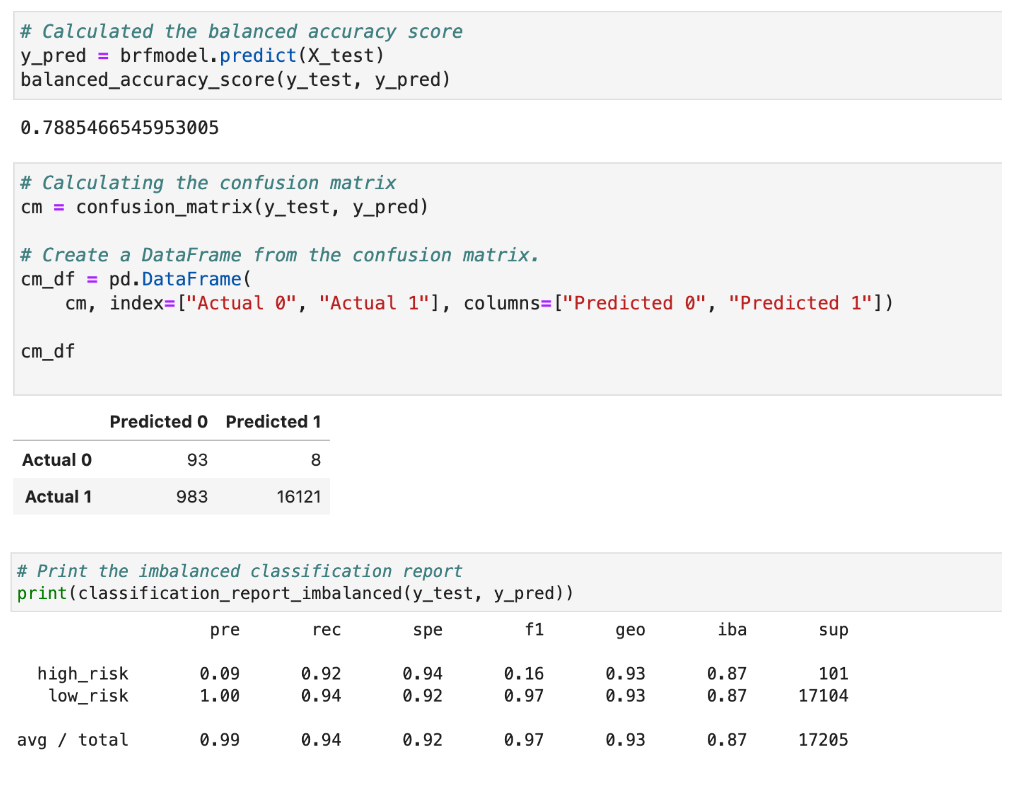 # Calculated the balanced accuracy score
y_pred = brfmodel.predict(X_test)
balanced_accuracy_score(y_test, y_pred)
0.7885466545953005
# Calculating the confusion matrix
cm = confusion_matrix(y_test, y_pred)
# Create a DataFrame from the confusion matrix.
cm_df = pd.DataFrame(
    cm, index=["Actual 0", "Actual 1"], columns=["Predicted 0", "Predicted 1"])
cm_df
Predicted 0 Predicted 1
Actual 0 93 8
Actual 1 983 16121
# Print the imbalanced classification report
print(classification_report_imbalanced(y_test, y_pred))
pre rec spe f1 geo iba sup
high_risk 0.09 0.92 0.94 0.16 0.93 0.87 101
low_risk 1.00 0.94 0.92 0.97 0.93 0.87 17104
avg / total 0.99 0.94 0.92 0.97 0.93 0.87 17205